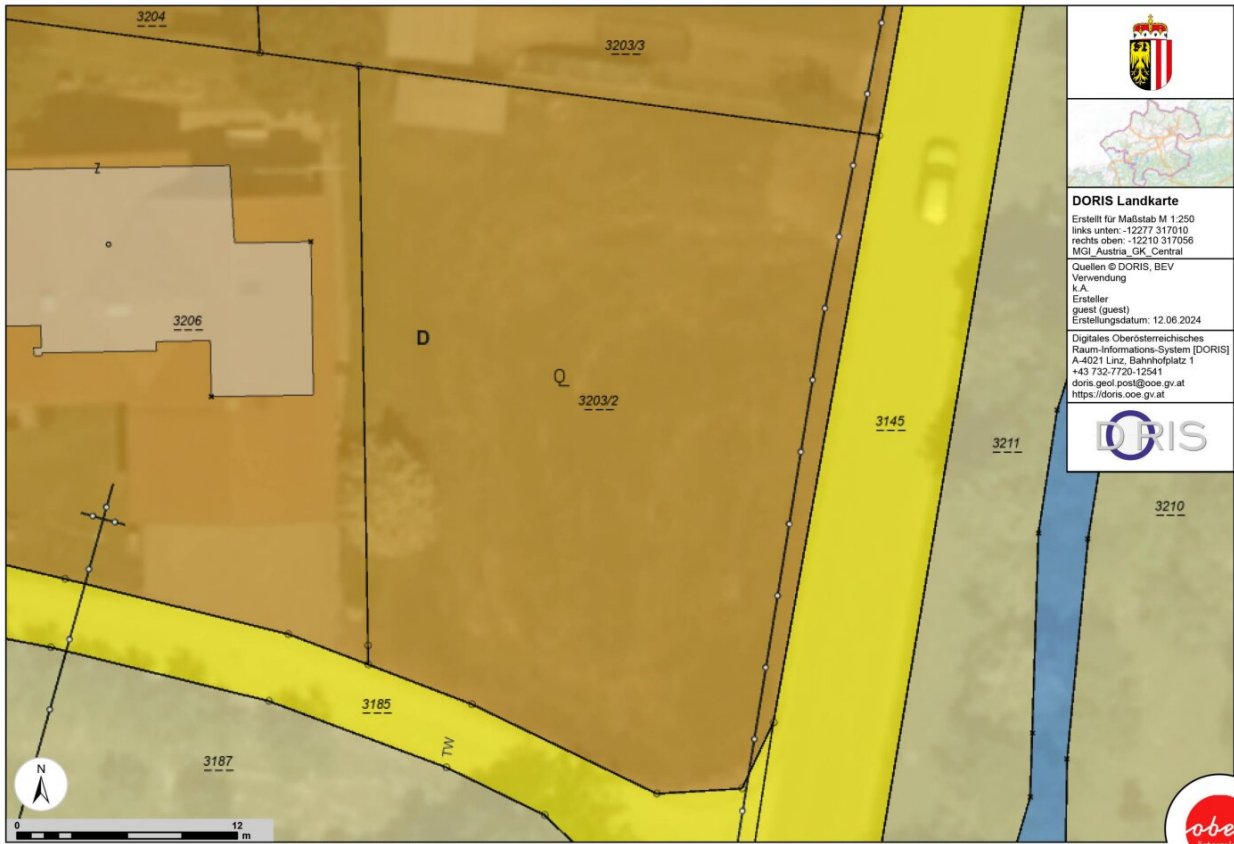 3204
3203/3
Z
3206
D
Q
3203/2
3145
3211
3210
3185
TW
3187
N
0 12
m
DORIS Landkarte
Erstellt für Maßstab M 1:250
links unten: -12277 317010
rechts oben: -12210 317056
MGI_Austria_GK_Central
Quellen © DORIS, BEV
Verwendung
k.A.
Ersteller
guest (guest)
Erstellungsdatum: 12.06.2024
Digitales Oberösterreichisches
Raum-Informations-System [DORIS]
A-4021 Linz, Bahnhofplatz 1
+43 732-7720-12541
doris.geol.post@ooe.gv.at
https://doris.ooe.gv.at
DORIS
obe